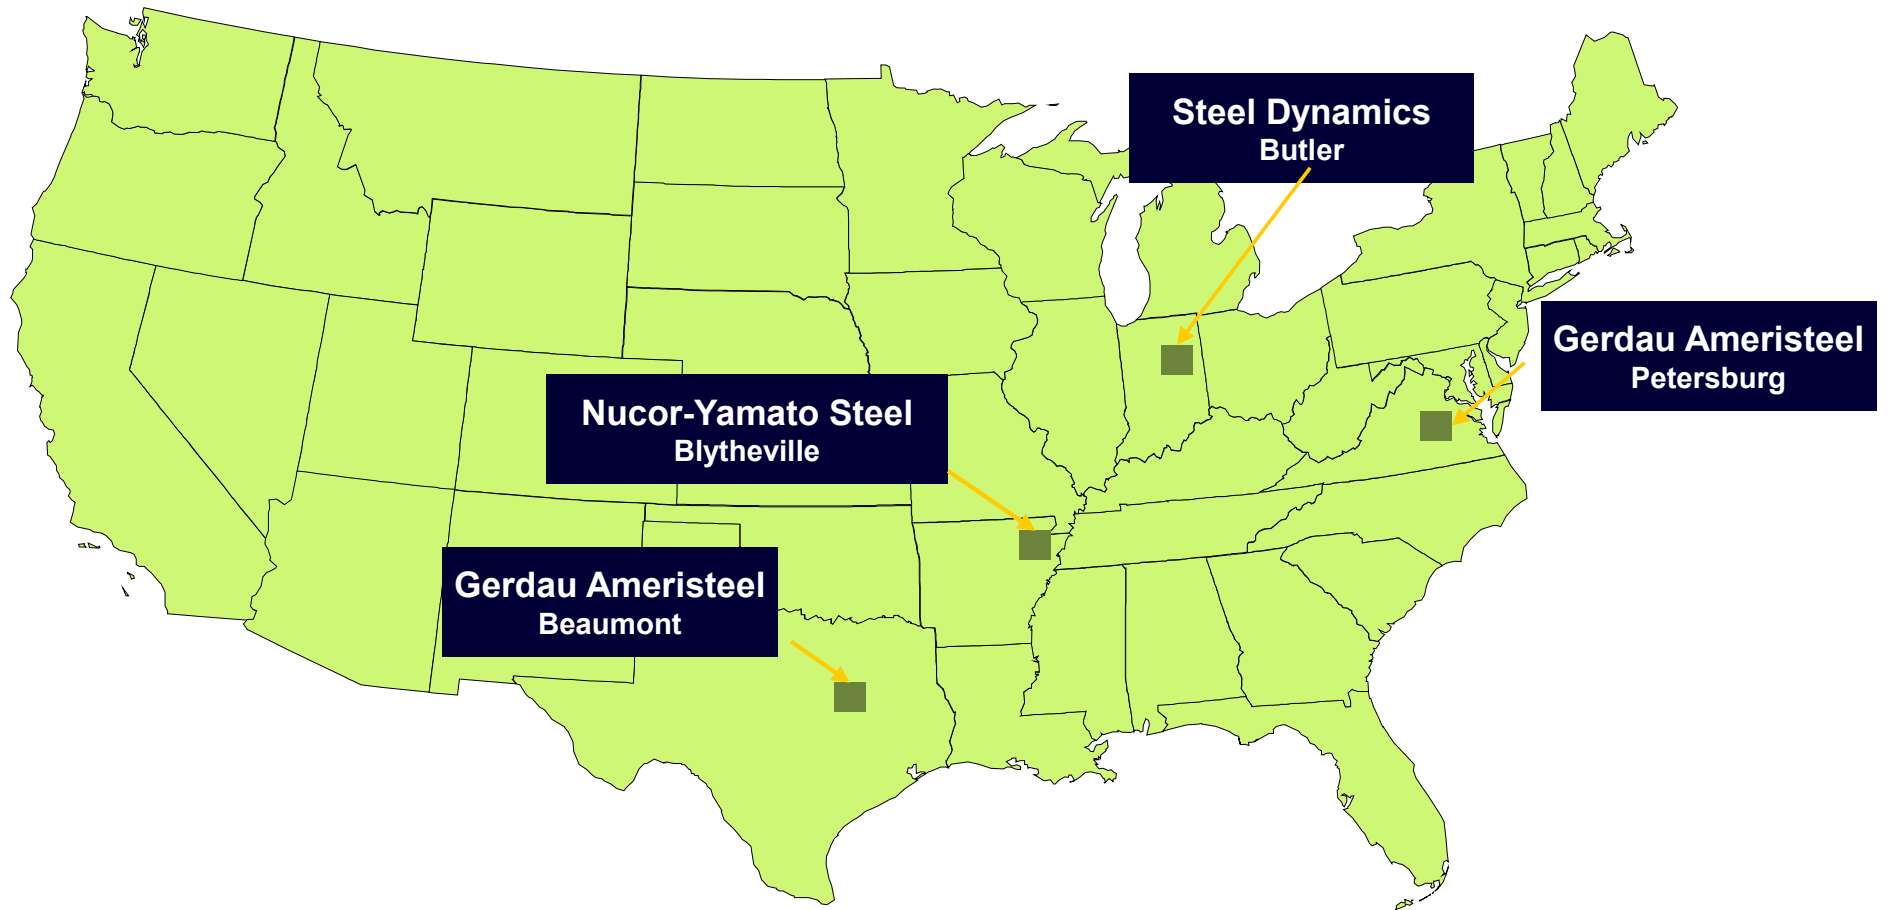 Steel Dynamics
Butler
Gerdau Ameristeel
Petersburg
Nucor-Yamato Steel
Blytheville
Gerdau Ameristeel
Beaumont